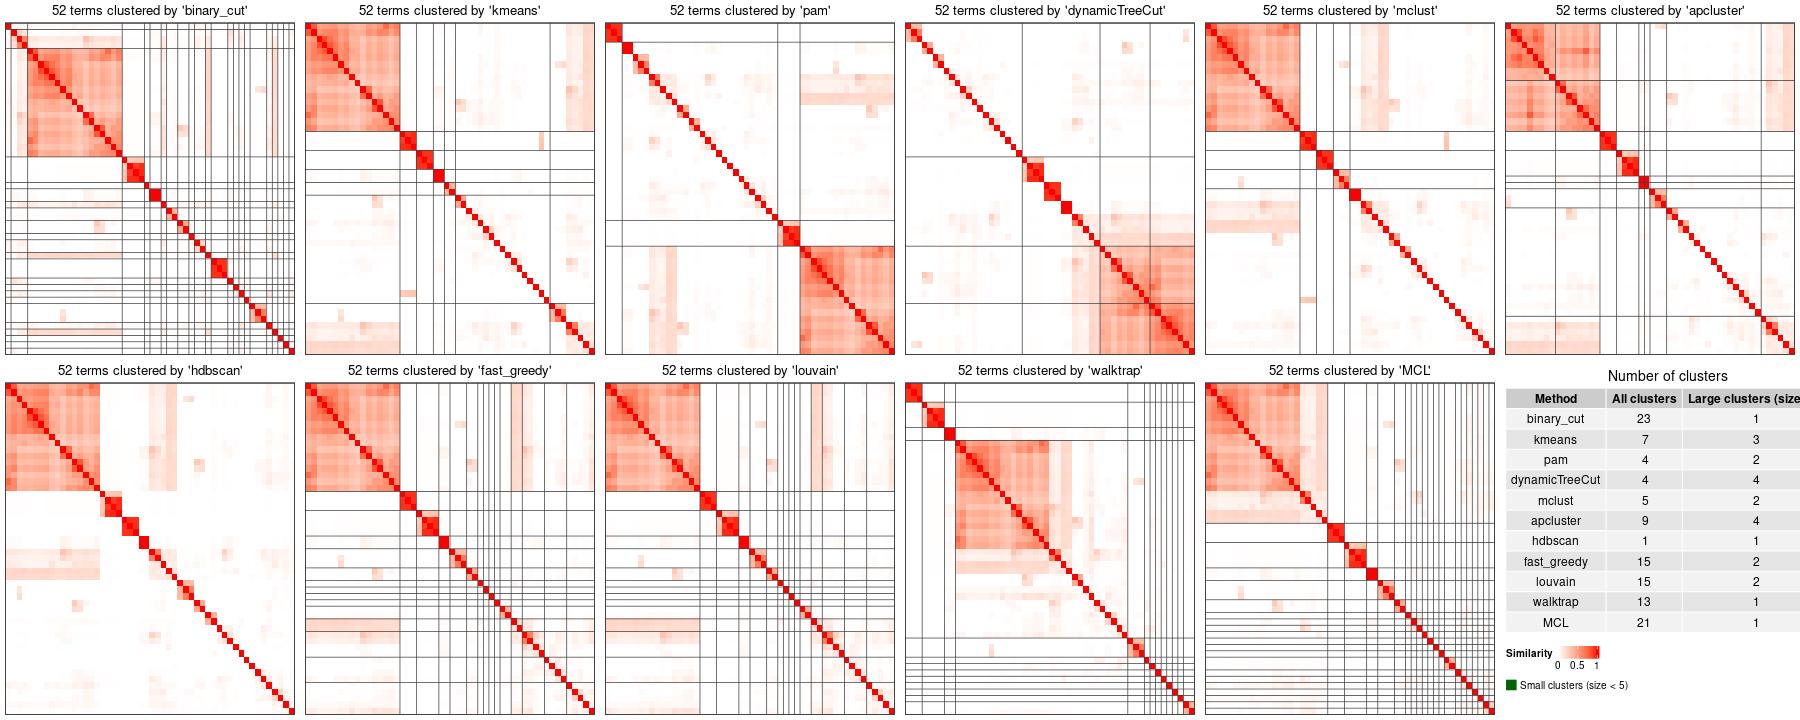 52 terms clustered by 'binary_cut'
52 terms clustered by 'kmeans'
52 terms clustered by 'pam'
52 terms clustered by 'dynamicTreeCut'
52 terms clustered by 'mclust'
52 terms clustered by 'apcluster'
52 terms clustered by 'hdbscan'
52 terms clustered by 'fast_greedy'
52 terms clustered by 'louvain'
52 terms clustered by 'walktrap'
52 terms clustered by 'MCL'
Number of clusters
Method All clusters Large clusters (size
binary_cut 23 1
kmeans 7 3
pam 4 2
dynamicTreeCut 4 4
mclust 5 2
apcluster 9 4
hdbscan 1 1
fast_greedy 15 2
louvain 15 2
walktrap 13 1
MCL 21 1
Similarity
0 0.5 1
Small clusters (size < 5)